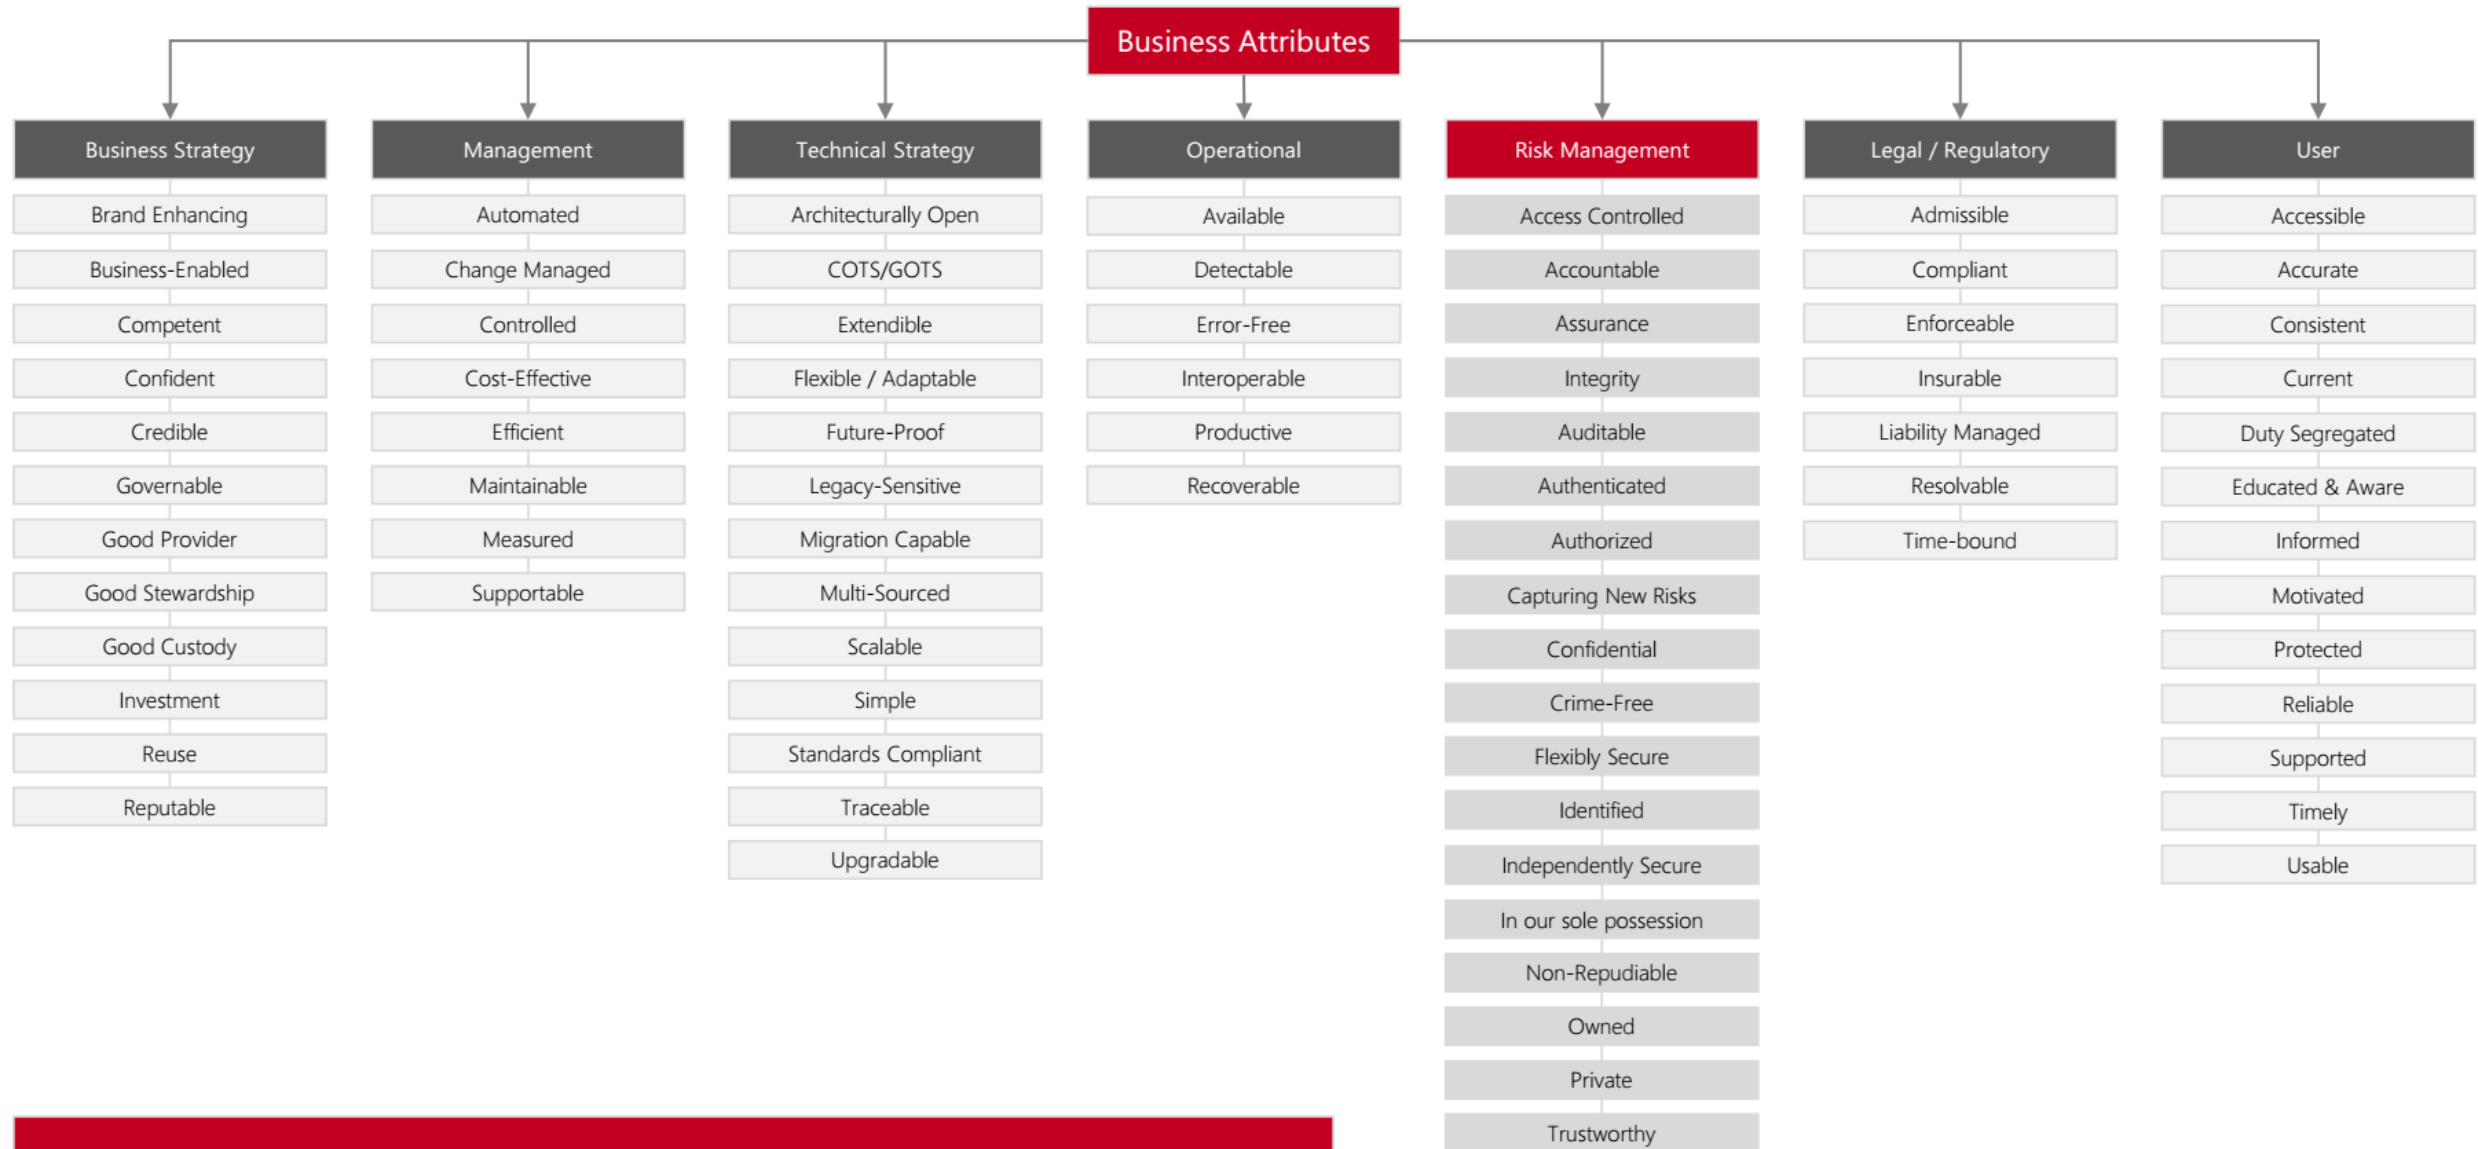 Business Attributes
Business Strategy
Brand Enhancing
Business-Enabled
Competent
Confident
Credible
Governable
Good Provider
Good Stewardship
Good Custody
Investment
Reuse
Reputable
Management
Automated
Change Managed
Controlled
Cost-Effective
Efficient
Maintainable
Measured
Supportable
Technical Strategy
Architecturally Open
COTS/GOTS
Extendible
Flexible / Adaptable
Future-Proof
Legacy-Sensitive
Migration Capable
Multi-Sourced
Scalable
Simple
Standards Compliant
Traceable
Upgradable
Operational
Available
Detectable
Error-Free
Interoperable
Productive
Recoverable
Risk Management
Access Controlled
Accountable
Assurance
Integrity
Auditable
Authenticated
Authorized
Capturing New Risks
Confidential
Crime-Free
Flexibly Secure
Identified
Independently Secure
In our sole possession
Non-Repudiable
Owned
Private
Trustworthy
Legal / Regulatory
Admissible
Compliant
Enforceable
Insurable
Liability Managed
Resolvable
Time-bound
User
Accessible
Accurate
Consistent
Current
Duty Segregated
Educated & Aware
Informed
Motivated
Protected
Reliable
Supported
Timely
Usable